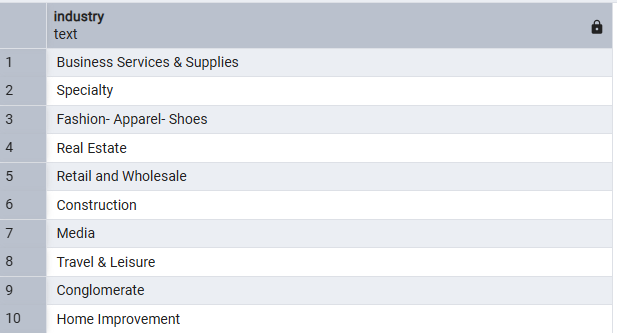 industry
text
1 Business Services & Supplies
2 Specialty
3 Fashion- Apparel- Shoes
4 Real Estate
5 Retail and Wholesale
6 Construction
7 Media
8 Travel & Leisure
9 Conglomerate
10 Home Improvement